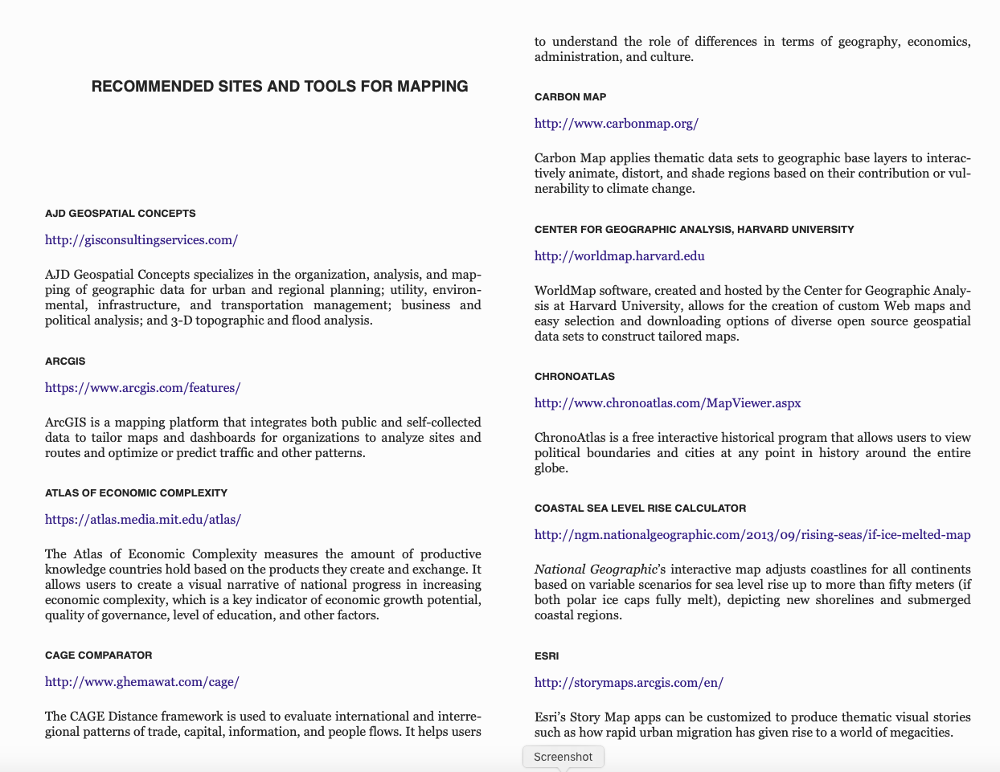 RECOMMENDED SITES AND TOOLS FOR MAPPING
AJD GEOSPATIAL CONCEPTS
http://gisconsultingservices.com/
AJD Geospatial Concepts specializes in the organization, analysis, and map-
ping of geographic data for urban and regional planning; utility, environ-
mental, infrastructure, and transportation management; business and
political analysis; and 3-D topographic and flood analysis.
ARCGIS
https://www.arcgis.com/features/
ArcGIS is a mapping platform that integrates both public and self-collected
data to tailor maps and dashboards for organizations to analyze sites and
routes and optimize or predict traffic and other patterns.
ATLAS OF ECONOMIC COMPLEXITY
https://atlas.media.mit.edu/atlas/
The Atlas of Economic Complexity measures the amount of productive
knowledge countries hold based on the products they create and exchange. It
allows users to create a visual narrative of national progress in increasing
economic complexity, which is a key indicator of economic growth potential,
quality of governance, level of education, and other factors.
CAGE COMPARATOR
http://www.ghemawat.com/cage/
The CAGE Distance framework is used to evaluate international and interre-
gional patterns of trade, capital, information, and people flows. It helps users
to understand the role of differences in terms of geography, economics,
administration, and culture.
CARBON MAP
http://www.carbonmap.org/
Carbon Map applies thematic data sets to geographic base layers to interac-
tively animate, distort, and shade regions based on their contribution or vul-
nerability to climate change.
CENTER FOR GEOGRAPHIC ANALYSIS, HARVARD UNIVERSITY
http://worldmap.harvard.edu
WorldMap software, created and hosted by the Center for Geographic Analy-
sis at Harvard University, allows for the creation of custom Web maps and
easy selection and downloading options of diverse open source geospatial
data sets to construct tailored maps.
CHRONOATLAS
http://www.chronoatlas.com/MapViewer.aspx
ChronoAtlas is a free interactive historical program that allows users to view
political boundaries and cities at any point in history around the entire
globe.
COASTAL SEA LEVEL RISE CALCULATOR
http://ngm.nationalgeographic.com/2013/09/rising-seas/if-ice-melted-map
National Geographic's interactive map adjusts coastlines for all continents
based on variable scenarios for sea level rise up to more than fifty meters (if
both polar ice caps fully melt), depicting new shorelines and submerged
coastal regions.
ESRI
http://storymaps.arcgis.com/en/
Esri's Story Map apps can be customized to produce thematic visual stories
such as how rapid urban migration has given rise to a world of megacities.
Screenshot